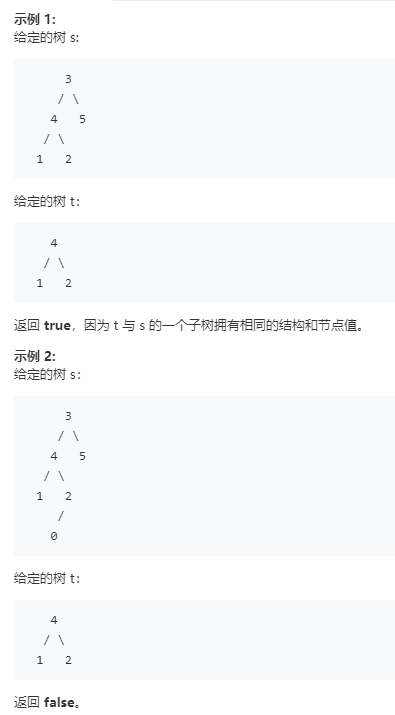 示例 1:
给定的树 s:
3
/ \
4 5
/ \
1 2
给定的树 t：
4
/ \
1 2
返回 true，因为 t 与 s 的一个子树拥有相同的结构和节点值。
示例 2:
给定的树 s：
3
/ \
4 5
/ \
1 2
/
0
给定的树 t：
4
/ \
1 2
返回 false。